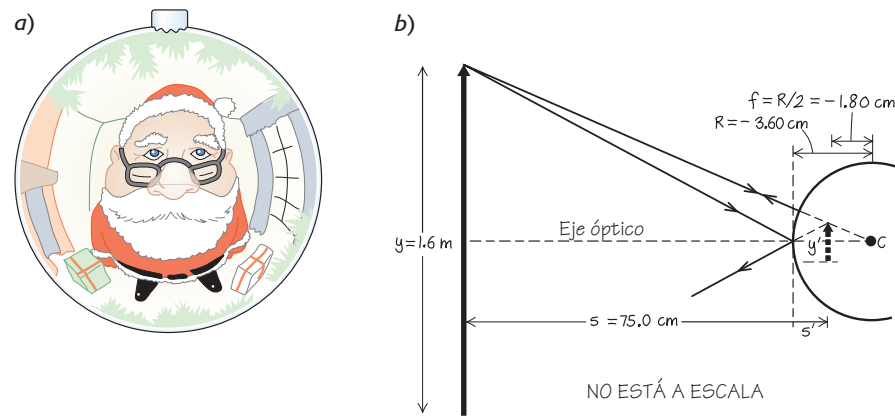 a)
b)
f = R/2 = -1.80 cm
R = - 3.60 cm
Eje óptico
y = 1.6 m
y'
C
s = 75.0 cm
s'
NO ESTÁ A ESCALA